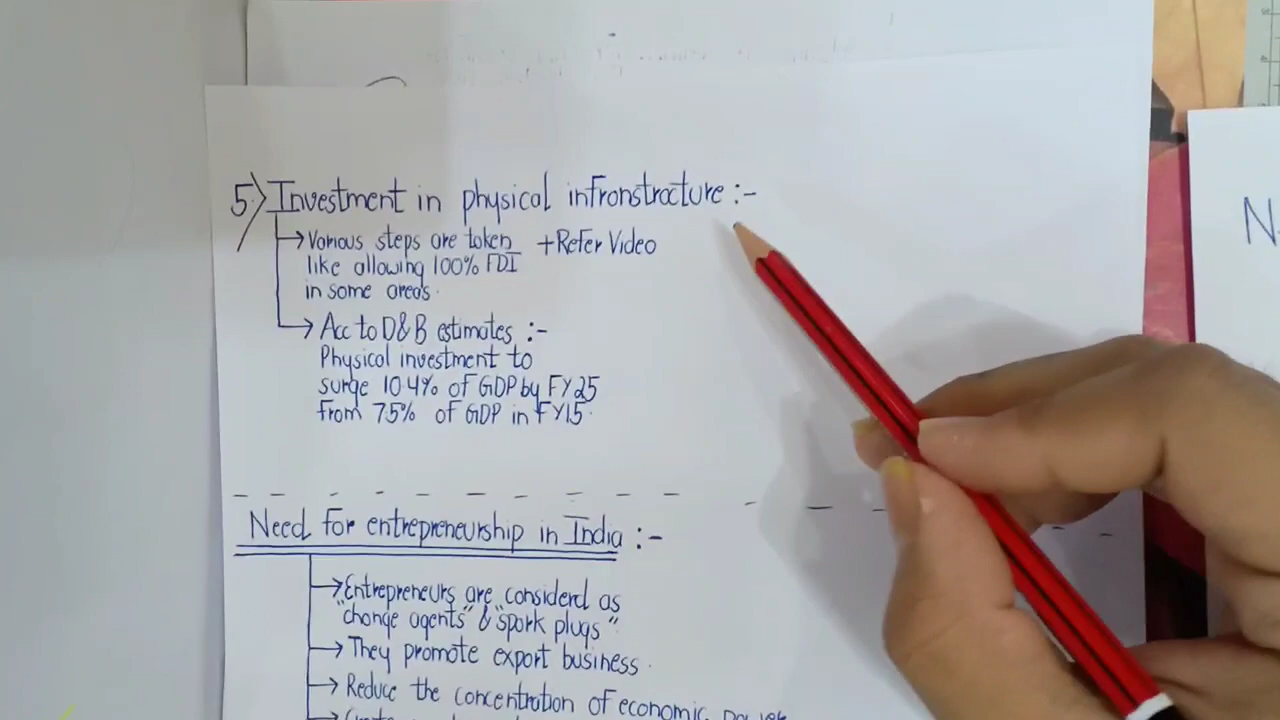 5) Investment in physical infronstracture :-
Various steps are taken + Refer Video
like allowing 100% FDI
in some areas.
Acc to D&B estimates :-
Physical investment to
surge 10.4% of GDP by FY25
from 7.5% of GDP in FY15.
Need for entrepreneurship in India :-
Entrepreneurs are considerd as
"change agents" & "spark plugs".
They promote export business.
Reduce the concentration of economic power
N